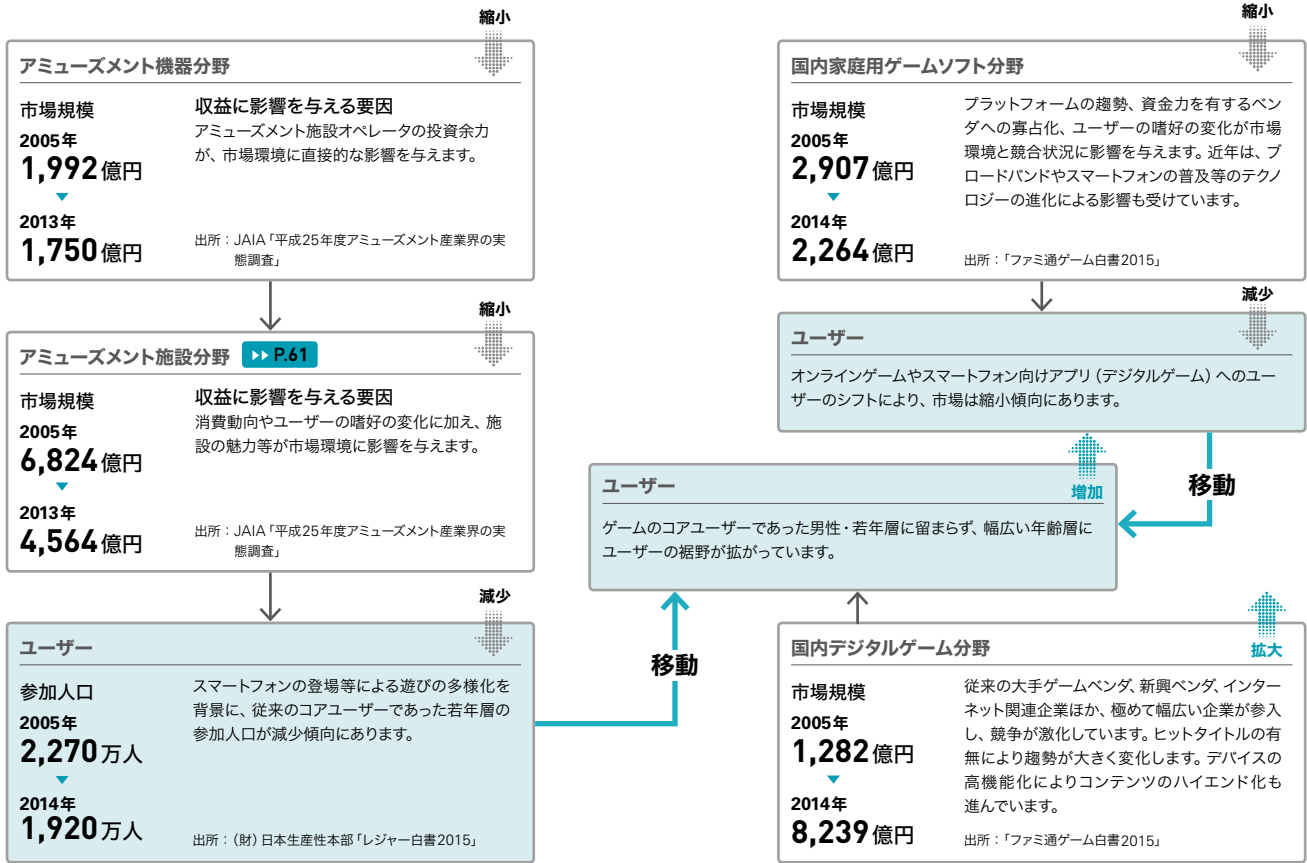 縮小
アミューズメント機器分野
市場規模
2005年
1,992億円
2013年
1,750億円
収益に影響を与える要因
アミューズメント施設オペレータの投資余力
が、市場環境に直接的な影響を与えます。
出所：JAIA「平成25年度アミューズメント産業界の実
態調査」
縮小
アミューズメント施設分野 P.61
市場規模
2005年
6,824億円
2013年
4,564億円
収益に影響を与える要因
消費動向やユーザーの嗜好の変化に加え、施
設の魅力等が市場環境に影響を与えます。
出所：JAIA「平成25年度アミューズメント産業界の実
態調査」
減少
ユーザー
参加人口
2005年
2,270万人
2014年
1,920万人
スマートフォンの登場等による遊びの多様化を
背景に、従来のコアユーザーであった若年層の
参加人口が減少傾向にあります。
出所：（財）日本生産性本部「レジャー白書2015」
移動
縮小
国内家庭用ゲームソフト分野
市場規模
2005年
2,907億円
2014年
2,264億円
プラットフォームの趨勢、資金力を有するベン
ダへの寡占化、ユーザーの嗜好の変化が市場
環境と競合状況に影響を与えます。近年は、ブ
ロードバンドやスマートフォンの普及等のテクノ
ロジーの進化による影響も受けています。
出所：「ファミ通ゲーム白書2015」
減少
ユーザー
オンラインゲームやスマートフォン向けアプリ（デジタルゲーム）へのユー
ザーのシフトにより、市場は縮小傾向にあります。
移動
ユーザー
増加
ゲームのコアユーザーであった男性・若年層に留まらず、幅広い年齢層に
ユーザーの裾野が拡がっています。
国内デジタルゲーム分野
拡大
市場規模
2005年
1,282億円
2014年
8,239億円
従来の大手ゲームベンダ、新興ベンダ、インター
ネット関連企業ほか、極めて幅広い企業が参入
し、競争が激化しています。ヒットタイトルの有
無により趨勢が大きく変化します。デバイスの
高機能化によりコンテンツのハイエンド化も
進んでいます。
出所：「ファミ通ゲーム白書2015」